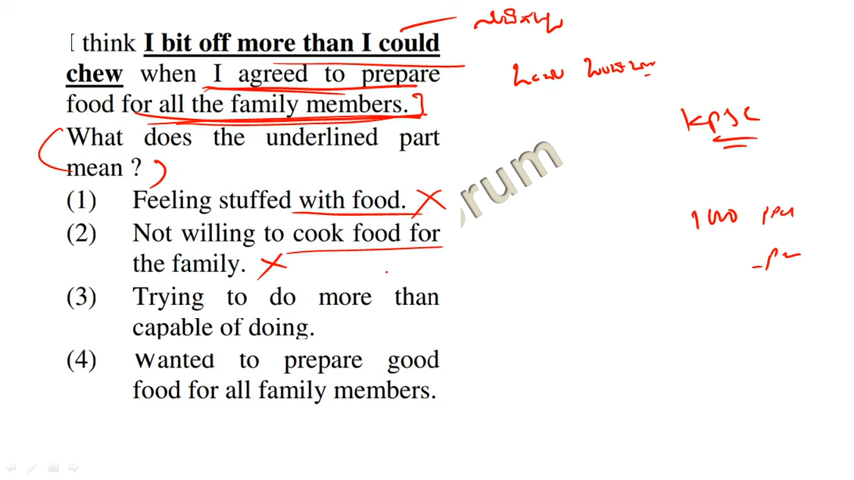 I think I bit off more than I could
chew when I agreed to prepare
food for all the family members.
What does the underlined part
mean ?
(1) Feeling stuffed with food.
(2) Not willing to cook food for
the family.
(3) Trying to do more than
capable of doing.
(4) Wanted to prepare good
food for all family members.
KPSC
100
rum